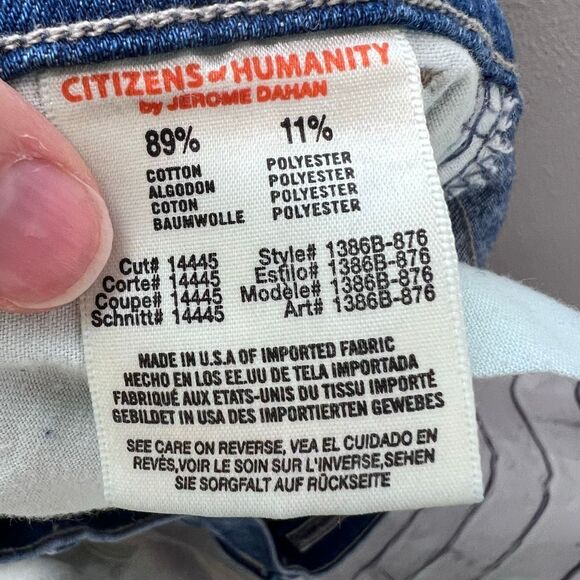 CITIZENS of HUMANITY
by JEROME DAHAN
89% 11%
COTTON POLYESTER
ALGODON POLYESTER
COTON POLYESTER
BAUMWOLLE POLYESTER
Cut# 14445 Style# 1386B-876
Corte# 14445 Estilo# 1386B-876
Coupe# 14445 Modèle# 1386B-876
Schnitt# 14445 Art# 1386B-876
MADE IN U.S.A OF IMPORTED FABRIC
HECHO EN LOS EE.UU DE TELA IMPORTADA
FABRIQUÉ AUX ETATS-UNIS DU TISSU IMPORTÉ
GEBILDET IN USA DES IMPORTIERTEN GEWEBES
SEE CARE ON REVERSE, VEA EL CUIDADO EN
REVÉS,VOIR LE SOIN SUR L'INVERSE,SEHEN
SIE SORGFALT AUF RÜCKSEITE